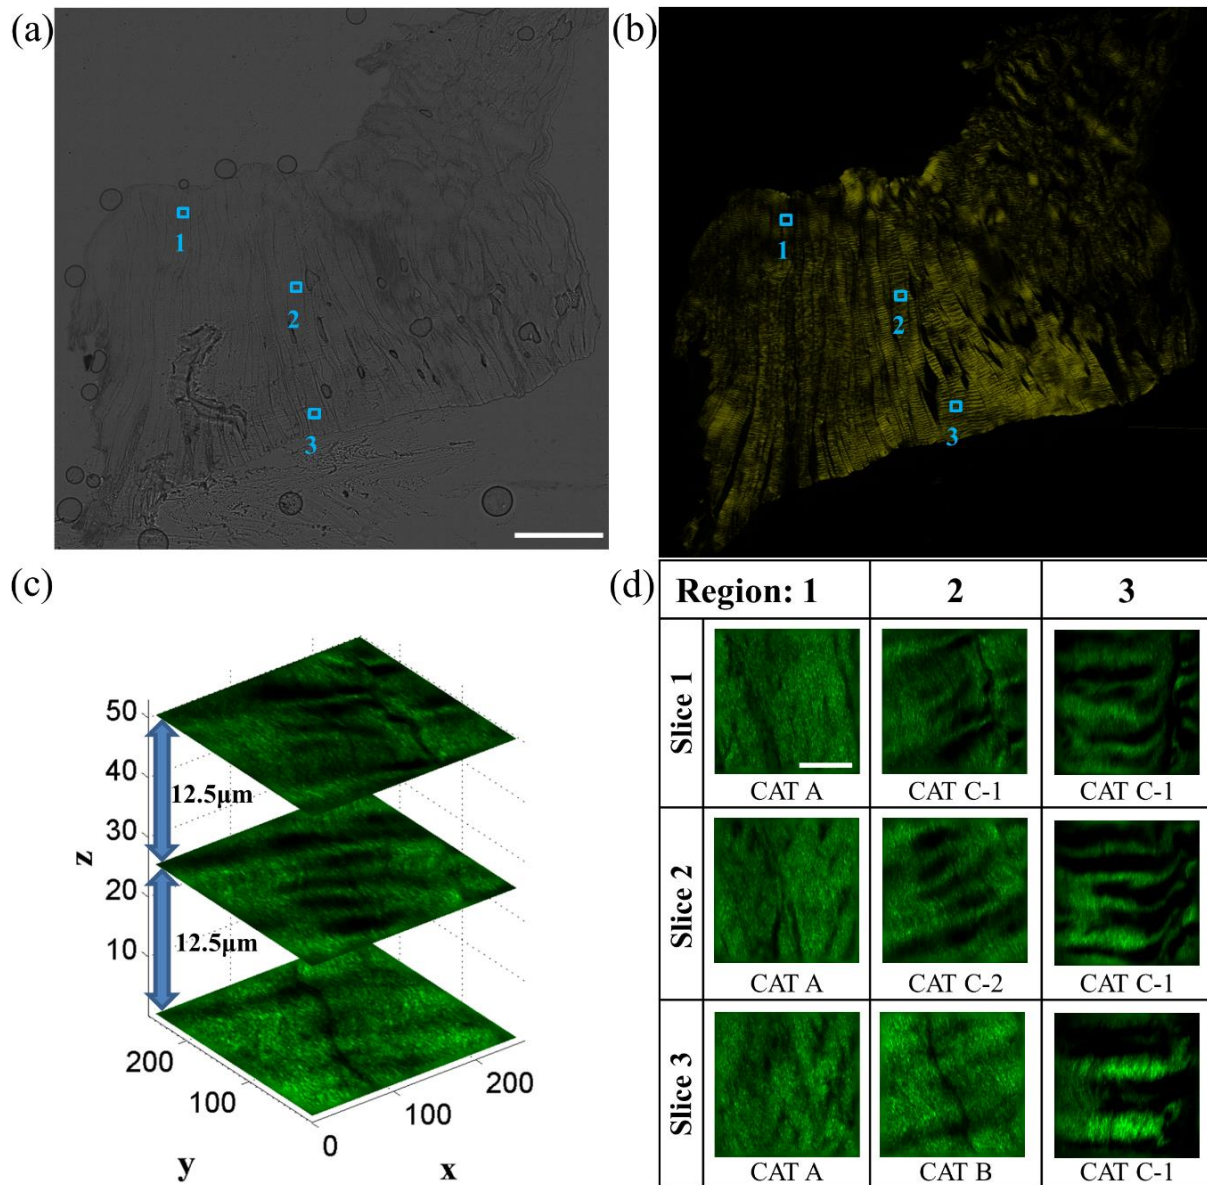 (a)
1
2
3
(b)
1
2
3
(c)
50
40
30
20
10
z
12.5μm
12.5μm
200
100
y
0
100
200
x
(d)
Region: 1 2 3
Slice 1
CAT A CAT C-1 CAT C-1
Slice 2
CAT A CAT C-2 CAT C-1
Slice 3
CAT A CAT B CAT C-1